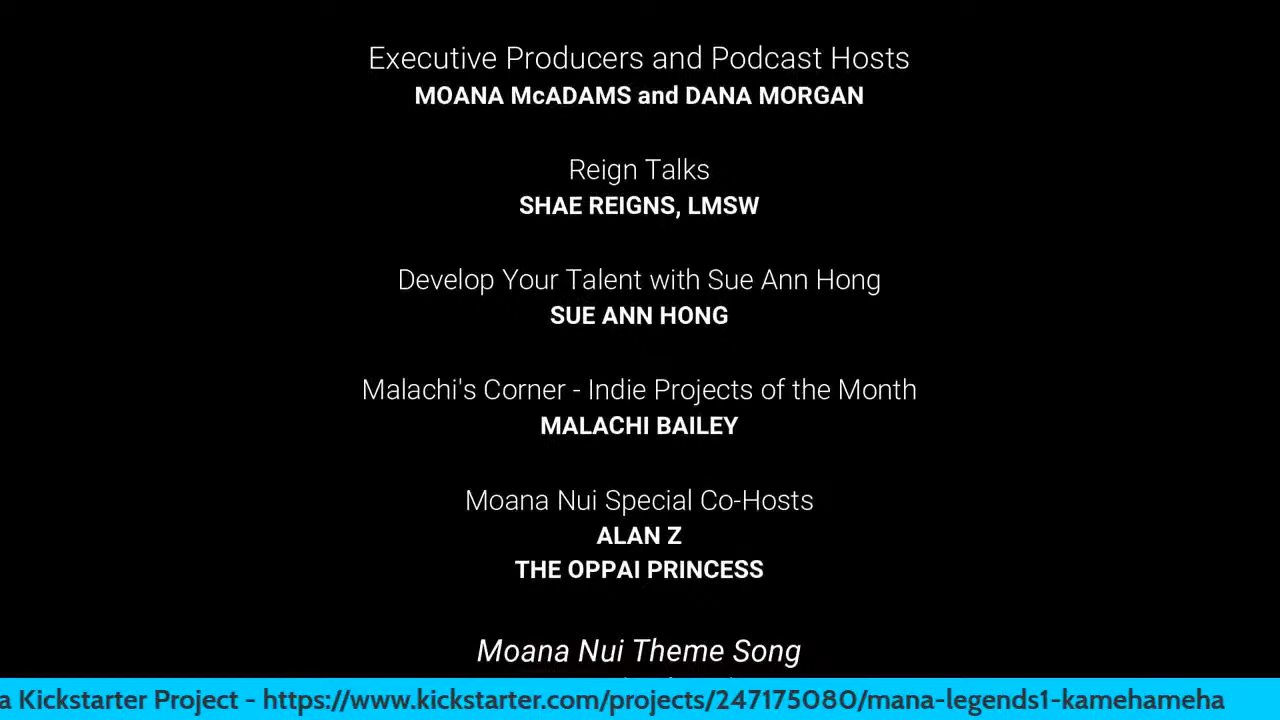 Executive Producers and Podcast Hosts
MOANA McADAMS and DANA MORGAN
Reign Talks
SHAE REIGNS, LMSW
Develop Your Talent with Sue Ann Hong
SUE ANN HONG
Malachi's Corner - Indie Projects of the Month
MALACHI BAILEY
Moana Nui Special Co-Hosts
ALAN Z
THE OPPAI PRINCESS
Moana Nui Theme Song
a Kickstarter Project - https://www.kickstarter.com/projects/247175080/mana-legends1-kamehameha